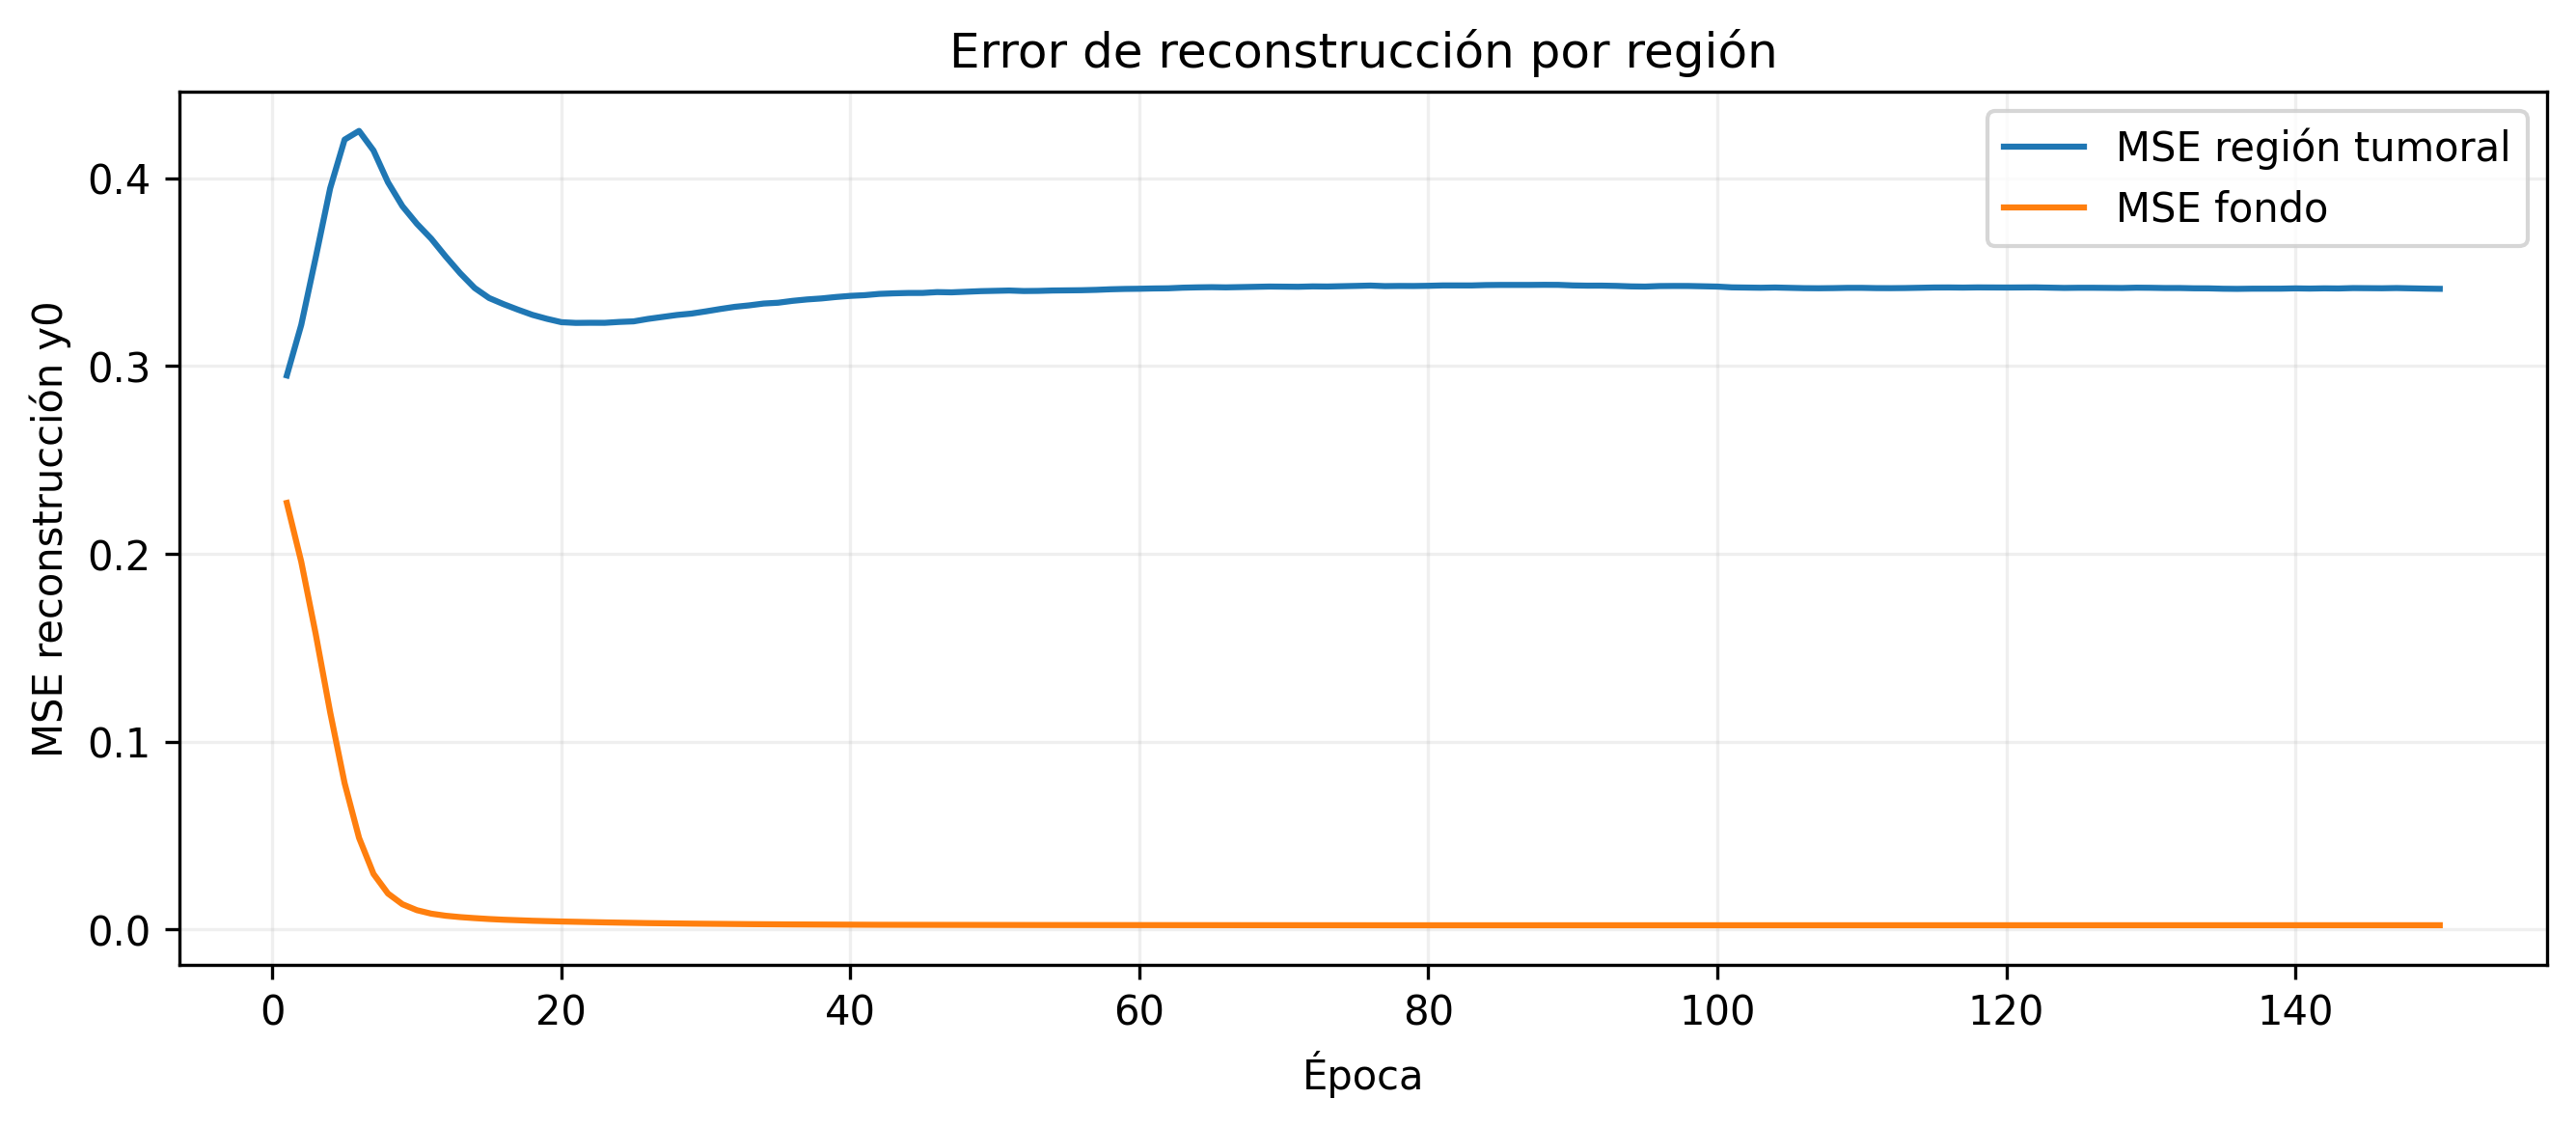 Error de reconstrucción por región
MSE región tumoral
MSE fondo
MSE reconstrucción y0
0.4
0.3
0.2
0.1
0.0
0 20 40 60 80 100 120 140
Época